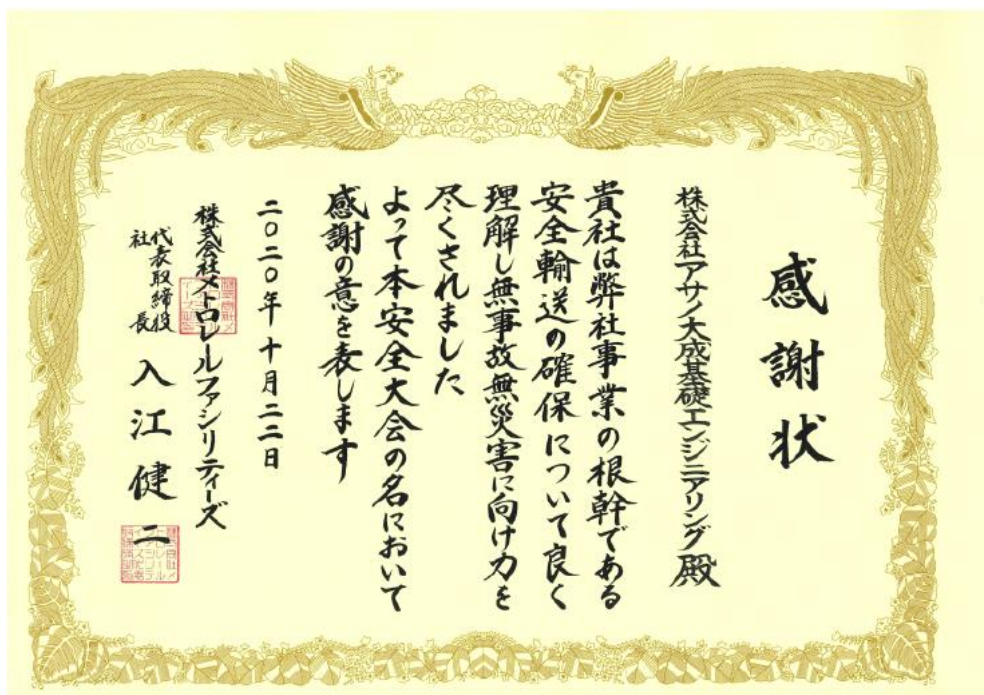 感謝状
株式会社アサノ大成基礎エンジニアリング殿
貴社は弊社事業の根幹である
安全輸送の確保について良く
理解し無事故無災害に向け力を
尽くされました
よって本安全大会の名において
感謝の意を表します
二〇二〇年十月二二日
株式会社メトロレールファシリティーズ
代表取締役
社長
入江健二